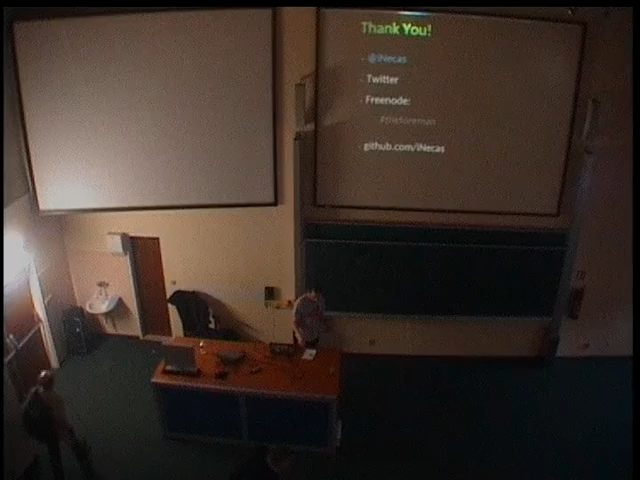 Thank You!
@iNecas
Twitter
Freenode:
#theforeman
github.com/iNecas